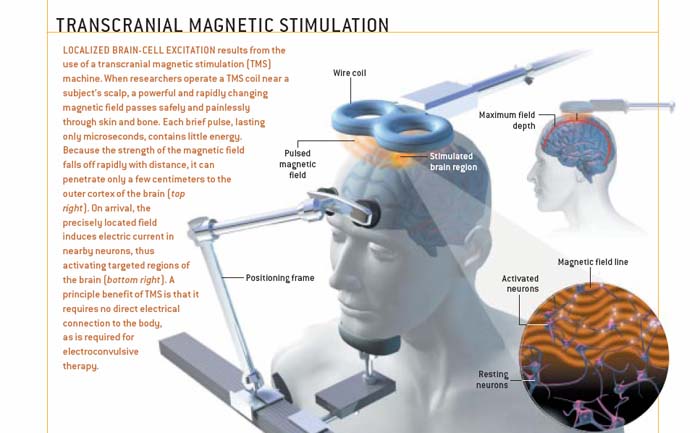 TRANSCRANIAL MAGNETIC STIMULATION
LOCALIZED BRAIN-CELL EXCITATION results from the
use of a transcranial magnetic stimulation (TMS)
machine. When researchers operate a TMS coil near a
subject's scalp, a powerful and rapidly changing
magnetic field passes safely and painlessly
through skin and bone. Each brief pulse, lasting
only microseconds, contains little energy.
Because the strength of the magnetic field
falls off rapidly with distance, it can
penetrate only a few centimeters to the
outer cortex of the brain (top
right). On arrival, the
precisely located field
induces electric current in
nearby neurons, thus
activating targeted regions of
the brain (bottom right). A
principle benefit of TMS is that it
requires no direct electrical
connection to the body,
as is required for
electroconvulsive
therapy.
Wire coil
Pulsed
magnetic
field
Stimulated
brain region
Maximum field
depth
Positioning frame
Magnetic field line
Activated
neurons
Resting
neurons